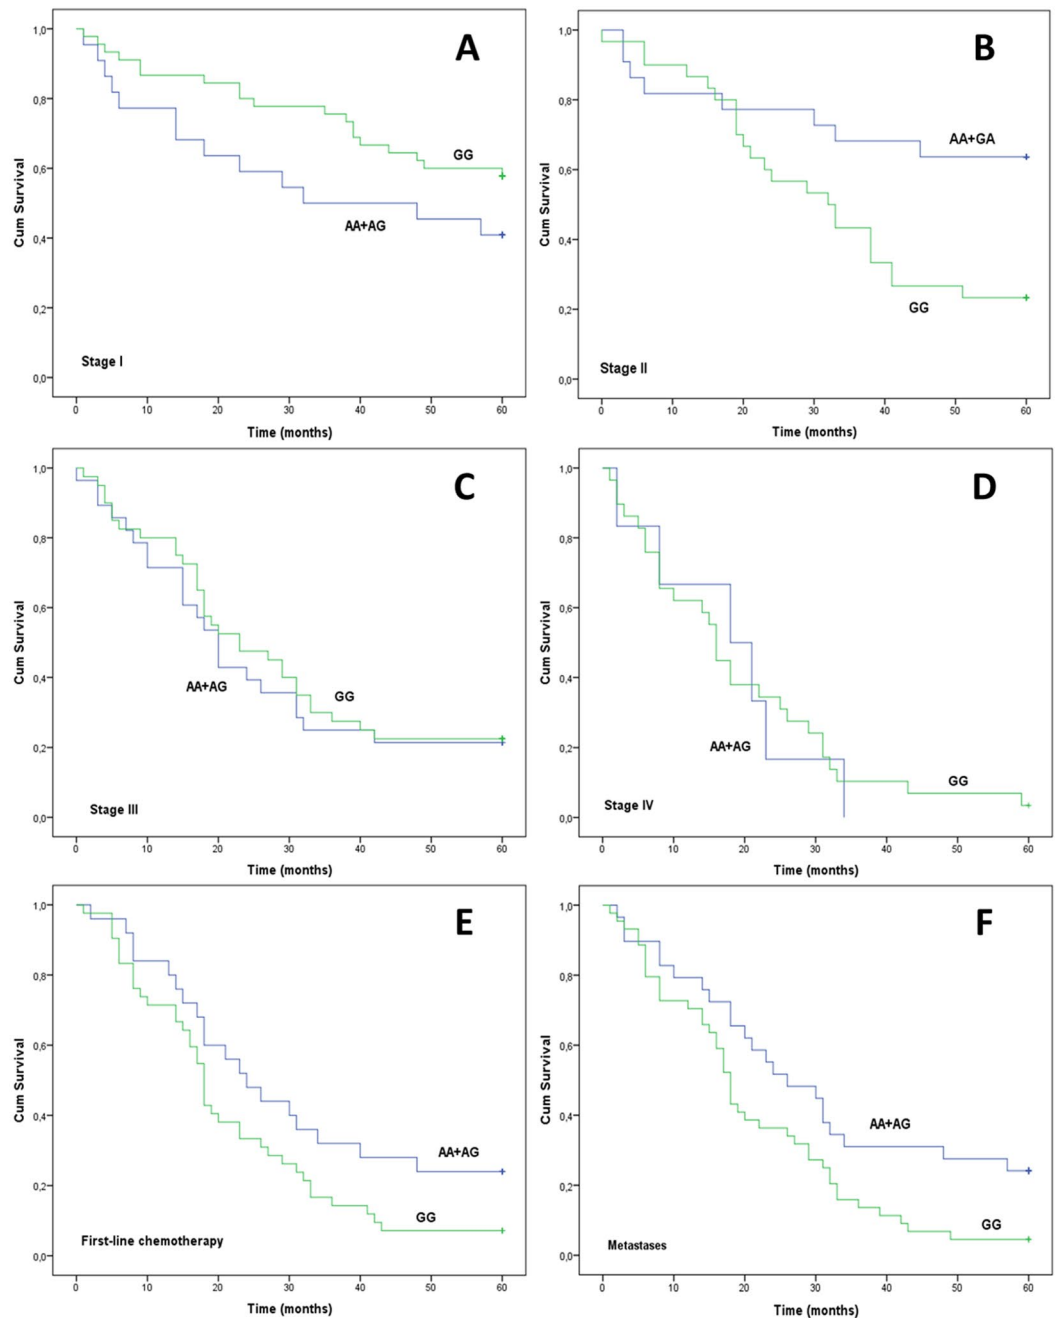 A
1,0
0,8
0,6
0,4
0,2
0,0
Cum Survival
GG
AA+AG
Stage I
0 10 20 30 40 50 60
Time (months)
B
1,0
0,8
0,6
0,4
0,2
0,0
Cum Survival
AA+GA
GG
Stage II
0 10 20 30 40 50 60
Time (months)
C
1,0
0,8
0,6
0,4
0,2
0,0
Cum Survival
AA+AG
GG
Stage III
0 10 20 30 40 50 60
Time (months)
D
1,0
0,8
0,6
0,4
0,2
0,0
Cum Survival
AA+AG
GG
Stage IV
0 10 20 30 40 50 60
Time (months)
E
1,0
0,8
0,6
0,4
0,2
0,0
Cum Survival
AA+AG
GG
First-line chemotherapy
0 10 20 30 40 50 60
Time (months)
F
1,0
0,8
0,6
0,4
0,2
0,0
Cum Survival
AA+AG
GG
Metastases
0 10 20 30 40 50 60
Time (months)